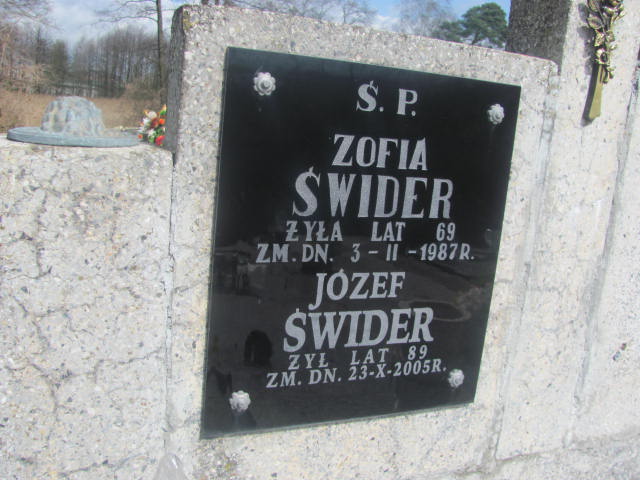 Ś. P.
ZOFIA
ŚWIDER
ŻYŁA LAT 69
ZM. DN. 3-II-1987R.
JÓZEF
ŚWIDER
ŻYŁ LAT 89
ZM. DN. 23-X-2005R.